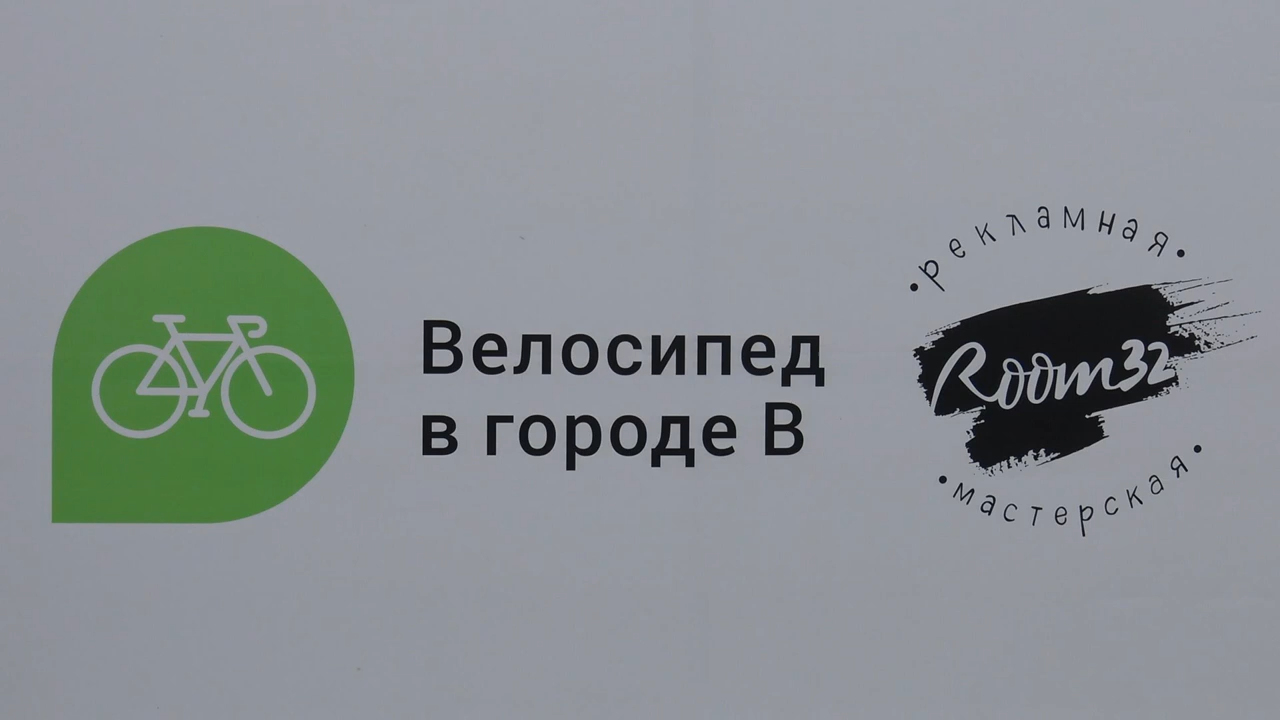 Велосипед
в городе В
• рекламная •
Room32
• мастерская •